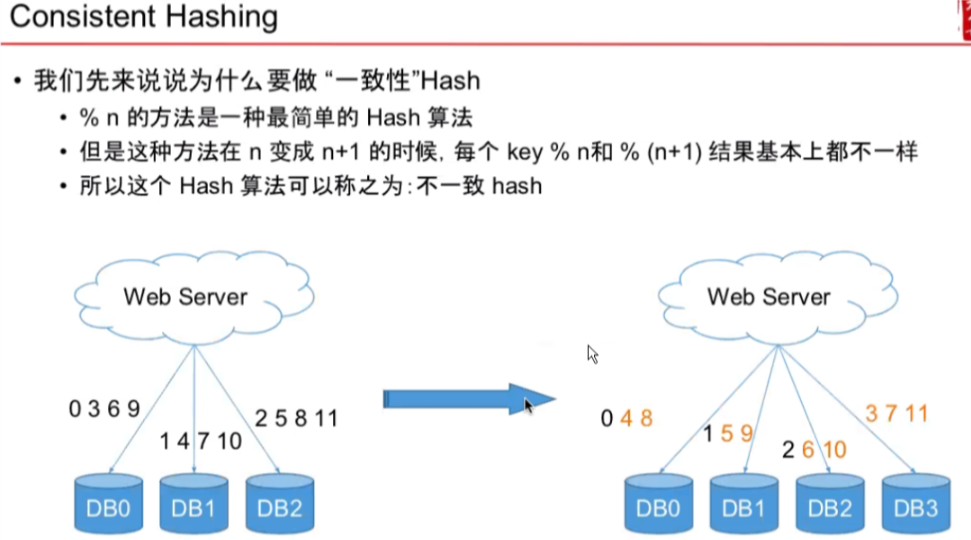 Consistent Hashing
• 我们先来说说为什么要做 “一致性”Hash
• % n 的方法是一种最简单的 Hash 算法
• 但是这种方法在 n 变成 n+1 的时候, 每个 key % n和 % (n+1) 结果基本上都不一样
• 所以这个 Hash 算法可以称之为:不一致 hash
Web Server
0 3 6 9
1 4 7 10
2 5 8 11
DB0
DB1
DB2
Web Server
0 4 8
1 5 9
2 6 10
3 7 11
DB0
DB1
DB2
DB3